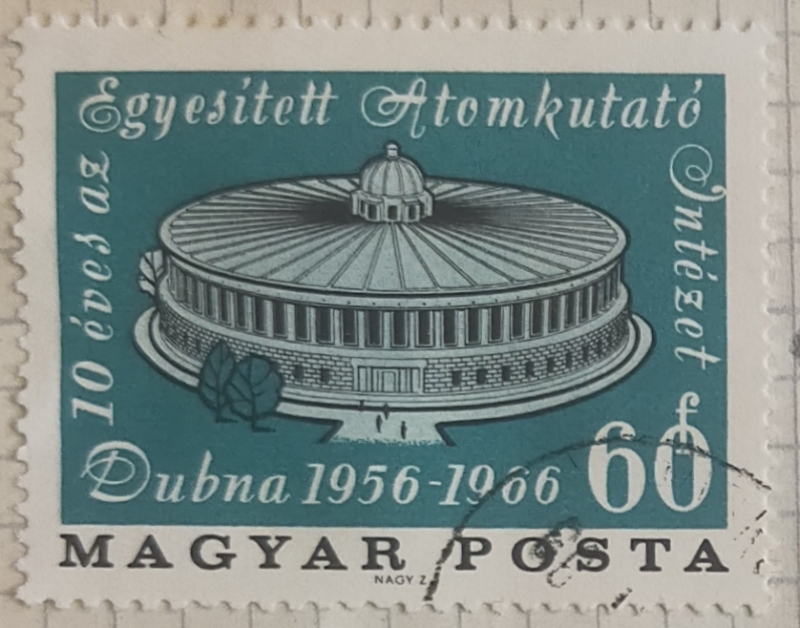 10 éves az
Egyesített Atomkutató
Intézet
Dubna 1956-1966
60 f
MAGYAR POSTA
NAGY Z.